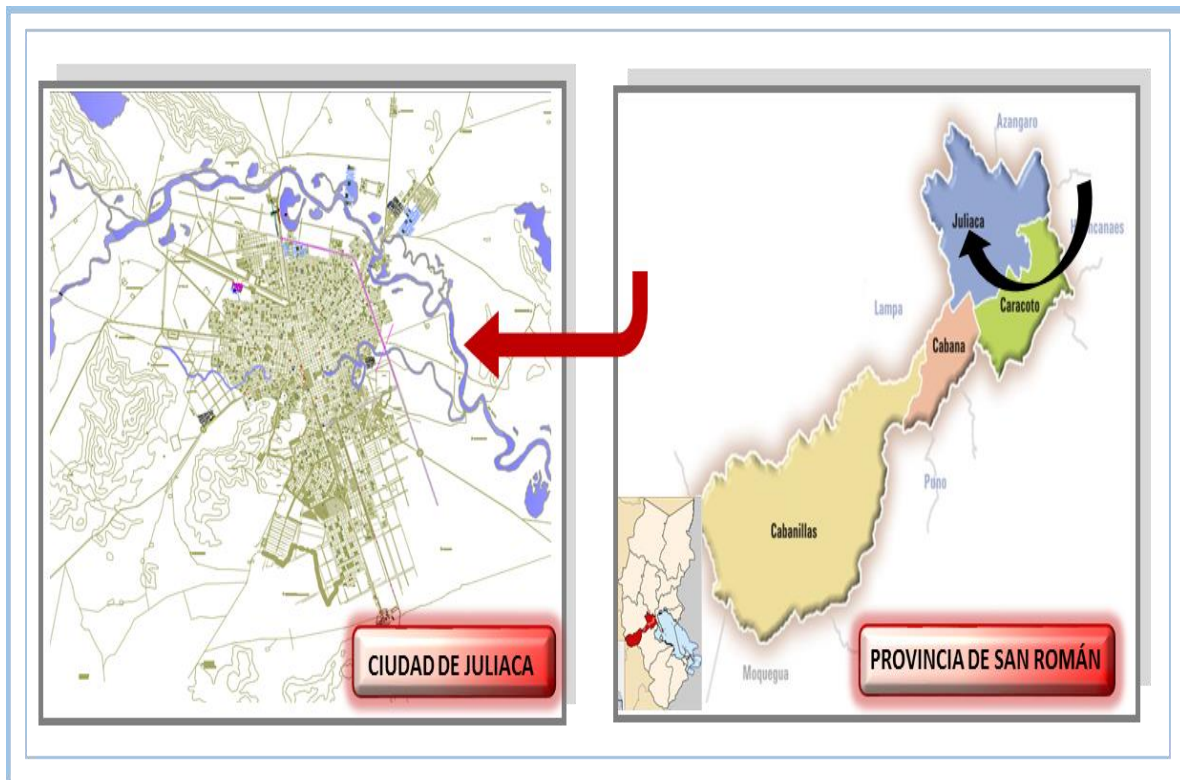 CIUDAD DE JULIACA
Azangaro
Juliaca
Lampa
Caracoto
Cabana
Puno
Cabanillas
Moquegua
PROVINCIA DE SAN ROMÁN